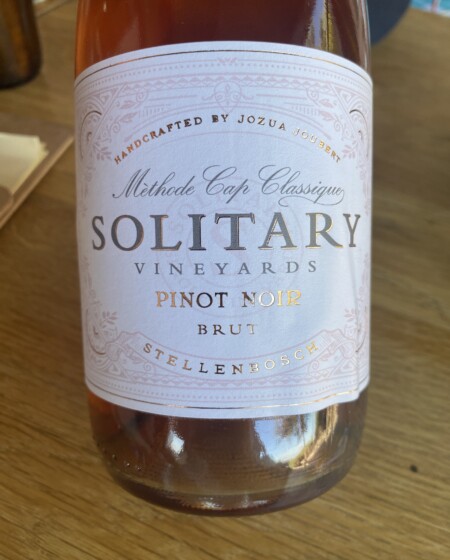 HANDCRAFTED BY JOZUA JOUBERT
Méthode Cap Classique
SOLITARY
VINEYARDS
PINOT NOIR
BRUT
STELLENBOSCH